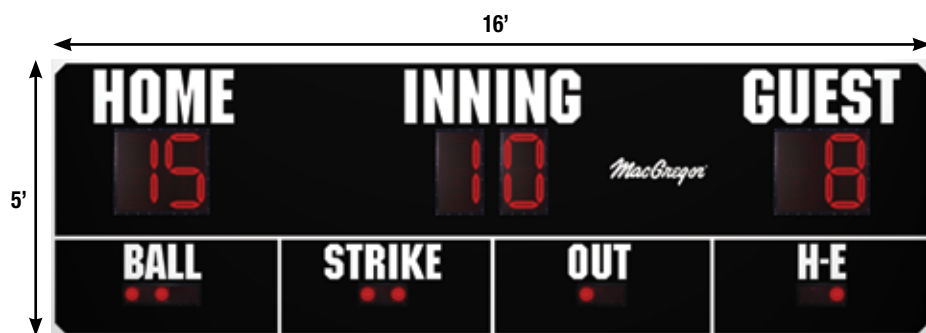 16’
HOME INNING GUEST
15 10 8
MacGregor
5’
BALL STRIKE OUT H-E